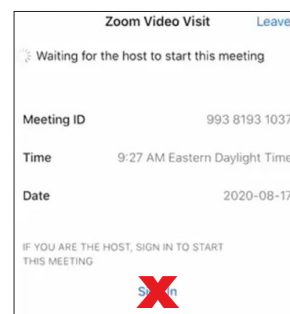 Zoom Video Visit Leave
Waiting for the host to start this meeting
Meeting ID 993 8193 1037
Time 9:27 AM Eastern Daylight Time
Date 2020-08-17
IF YOU ARE THE HOST, SIGN IN TO START
THIS MEETING
Sign In